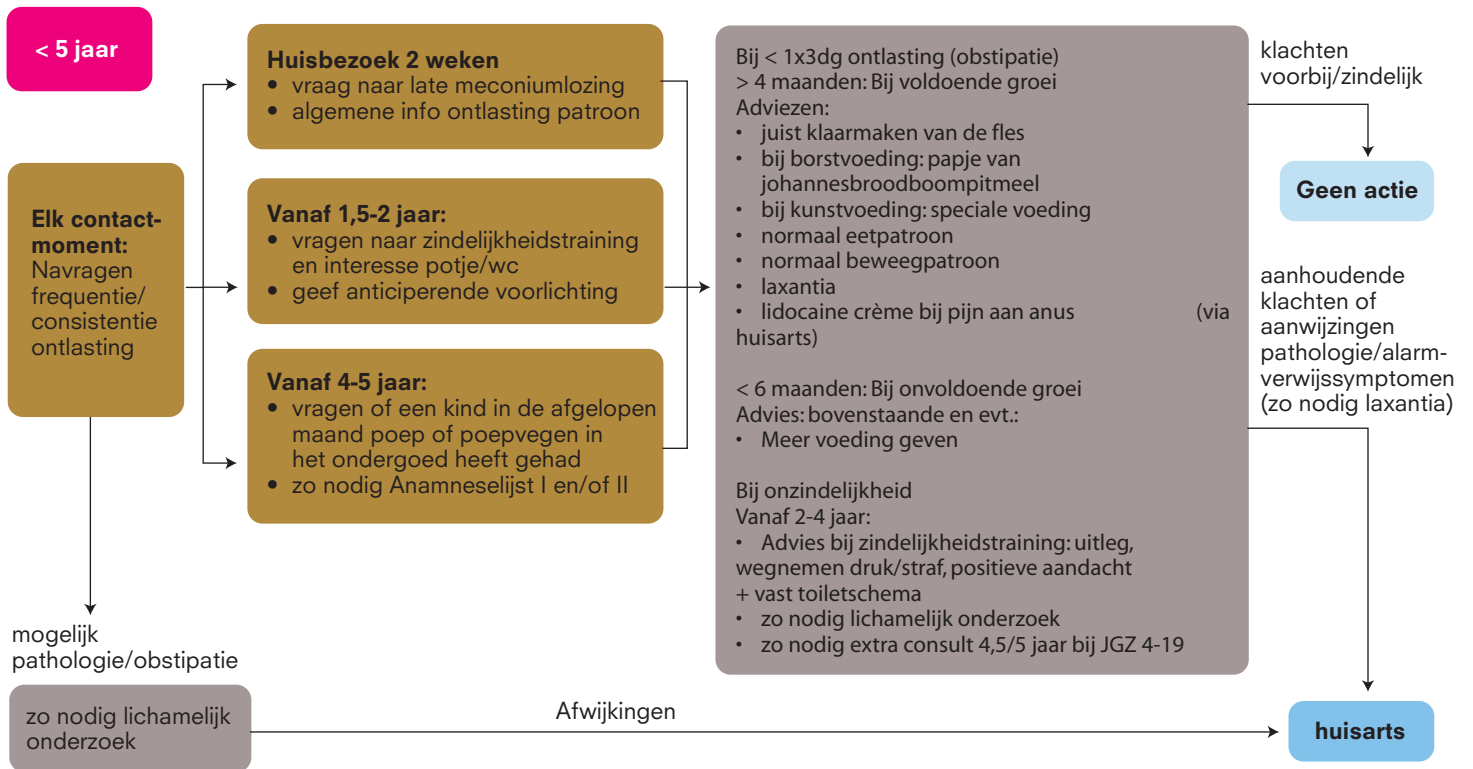 < 5 jaar
Elk contact-
moment:
Navragen
frequentie/
consistentie
ontlasting
Huisbezoek 2 weken
• vraag naar late meconiumlozing
• algemene info ontlasting patroon
Vanaf 1,5-2 jaar:
• vragen naar zindelijkheidstraining
en interesse potje/wc
• geef anticiperende voorlichting
Vanaf 4-5 jaar:
• vragen of een kind in de afgelopen
maand poep of poepvegen in
het ondergoed heeft gehad
• zo nodig Anamneselijst I en/of II
Bij < 1x3dg ontlasting (obstipatie)
> 4 maanden: Bij voldoende groei
Adviezen:
• juist klaarmaken van de fles
• bij borstvoeding: papje van
johannesbroodboompitmeel
• bij kunstvoeding: speciale voeding
• normaal eetpatroon
• normaal beweegpatroon
• laxantia
• lidocaine crème bij pijn aan anus (via
huisarts)
< 6 maanden: Bij onvoldoende groei
Advies: bovenstaande en evt.:
• Meer voeding geven
Bij onzindelijkheid
Vanaf 2-4 jaar:
• Advies bij zindelijkheidstraining: uitleg,
wegnemen druk/straf, positieve aandacht
+ vast toiletschema
• zo nodig lichamelijk onderzoek
• zo nodig extra consult 4,5/5 jaar bij JGZ 4-19
klachten
voorbij/zindelijk
Geen actie
aanhoudende
klachten of
aanwijzingen
pathologie/alarm-
verwijssymptomen
(zo nodig laxantia)
mogelijk
pathologie/obstipatie
zo nodig lichamelijk
onderzoek
Afwijkingen
huisarts